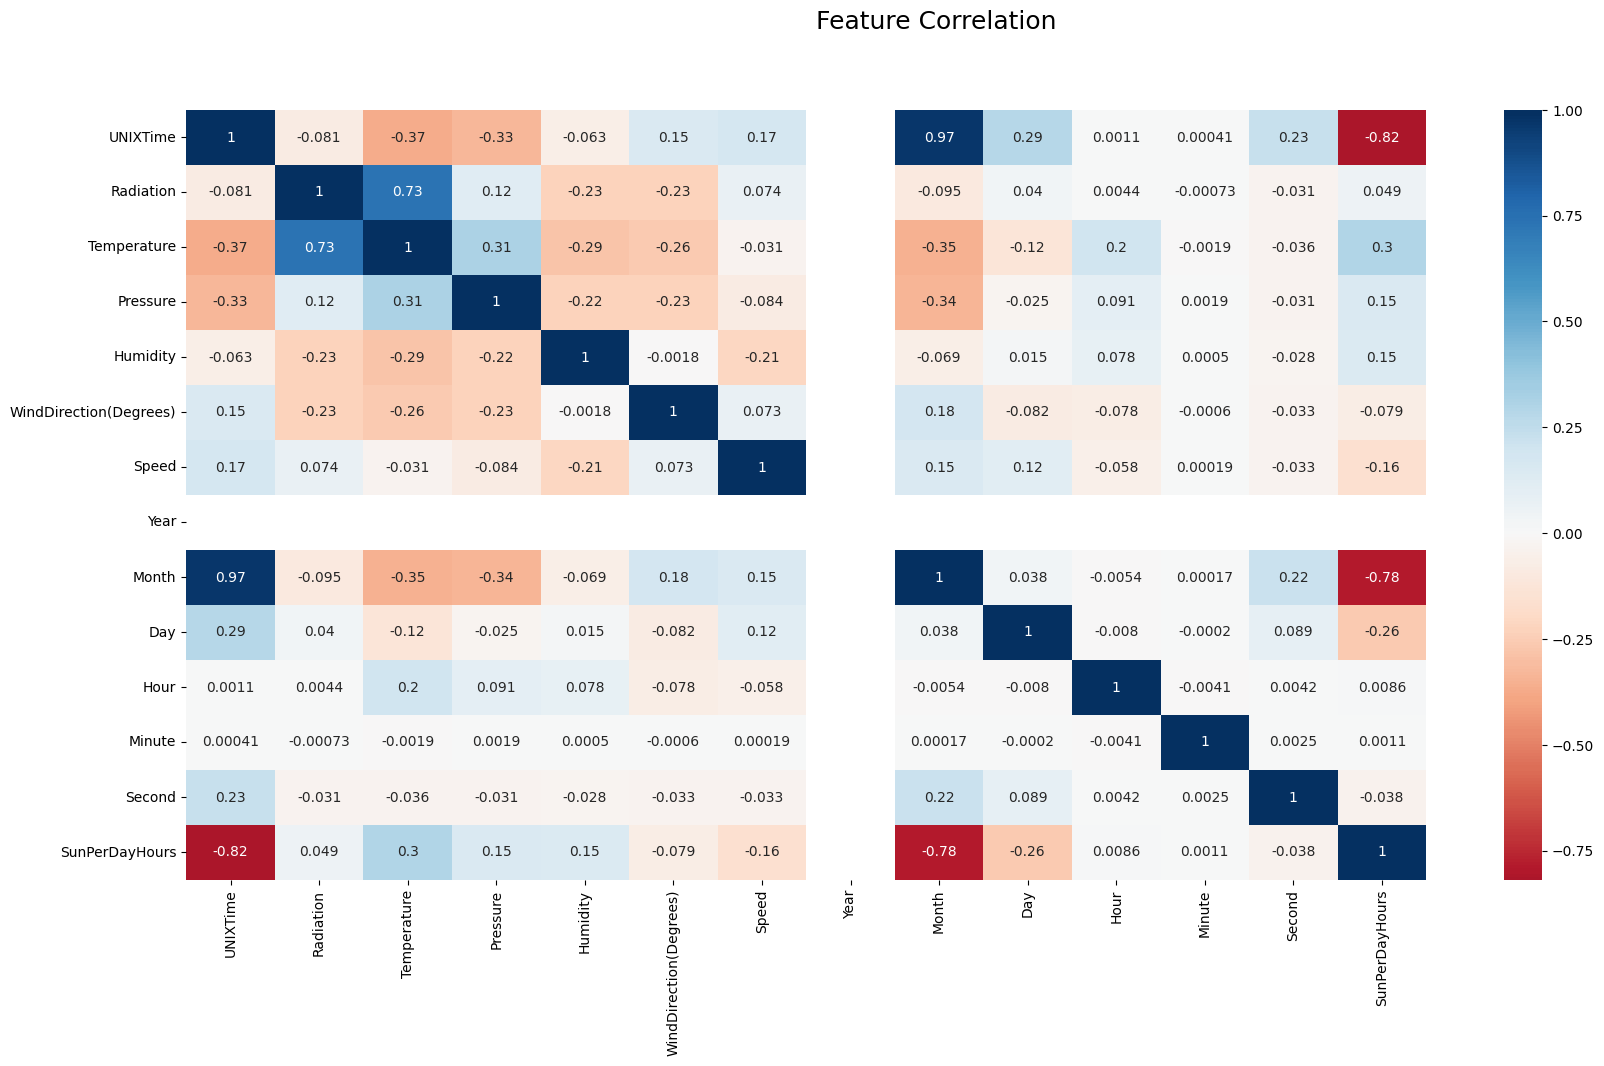 Feature Correlation
UNIXTime 1 -0.081 -0.37 -0.33 -0.063 0.15 0.17 0.97 0.29 0.0011 0.00041 0.23 -0.82
Radiation -0.081 1 0.73 0.12 -0.23 -0.23 0.074 -0.095 0.04 0.0044 -0.00073 -0.031 0.049
Temperature -0.37 0.73 1 0.31 -0.29 -0.26 -0.031 -0.35 -0.12 0.2 -0.0019 -0.036 0.3
Pressure -0.33 0.12 0.31 1 -0.22 -0.23 -0.084 -0.34 -0.025 0.091 0.0019 -0.031 0.15
Humidity -0.063 -0.23 -0.29 -0.22 1 -0.0018 -0.21 -0.069 0.015 0.078 0.0005 -0.028 0.15
WindDirection(Degrees) 0.15 -0.23 -0.26 -0.23 -0.0018 1 0.073 0.18 -0.082 -0.078 -0.0006 -0.033 -0.079
Speed 0.17 0.074 -0.031 -0.084 -0.21 0.073 1 0.15 0.12 -0.058 0.00019 -0.033 -0.16
Year
Month 0.97 -0.095 -0.35 -0.34 -0.069 0.18 0.15 1 0.038 -0.0054 0.00017 0.22 -0.78
Day 0.29 0.04 -0.12 -0.025 0.015 -0.082 0.12 0.038 1 -0.008 -0.0002 0.089 -0.26
Hour 0.0011 0.0044 0.2 0.091 0.078 -0.078 -0.058 -0.0054 -0.008 1 -0.0041 0.0042 0.0086
Minute 0.00041 -0.00073 -0.0019 0.0019 0.0005 -0.0006 0.00019 0.00017 -0.0002 -0.0041 1 0.0025 0.0011
Second 0.23 -0.031 -0.036 -0.031 -0.028 -0.033 -0.033 0.22 0.089 0.0042 0.0025 1 -0.038
SunPerDayHours -0.82 0.049 0.3 0.15 0.15 -0.079 -0.16 -0.78 -0.26 0.0086 0.0011 -0.038 1
UNIXTime
Radiation
Temperature
Pressure
Humidity
WindDirection(Degrees)
Speed
Year
Month
Day
Hour
Minute
Second
SunPerDayHours
1.00
0.75
0.50
0.25
0.00
−0.25
−0.50
−0.75